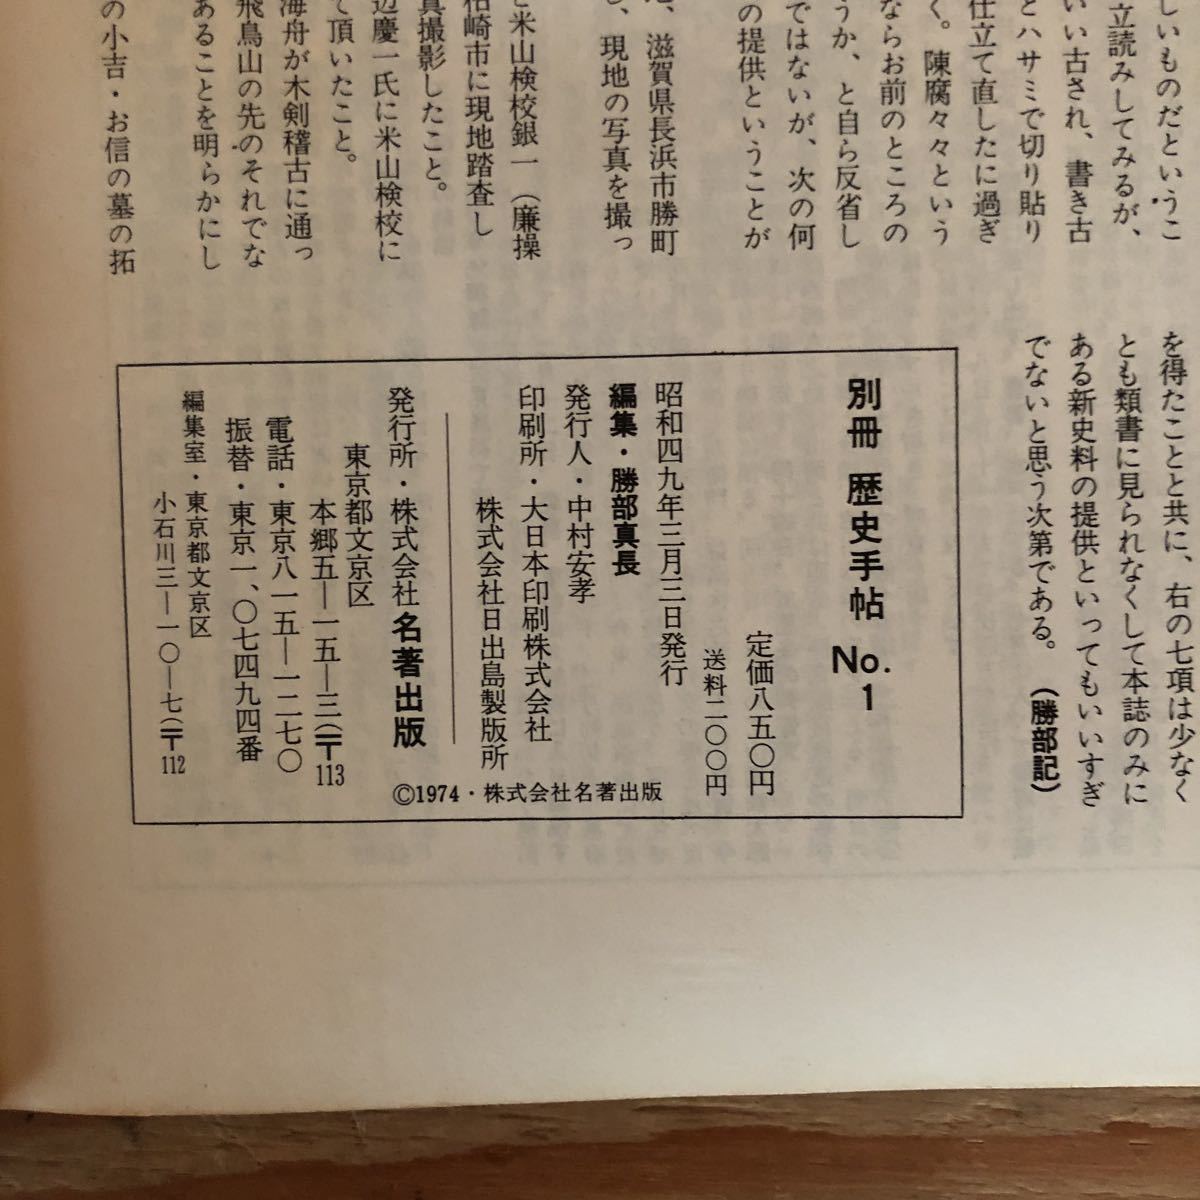 しいものだというこ
立読みしてみるが、
いい古され、書き古
とハサミで切り貼り
仕立て直したに過ぎ
く。陳腐々々という
ならお前のところの
うか、と自ら反省し
ではないが、次の何
の提供ということが
、滋賀県長浜市勝町
し、現地の写真を撮っ
と米山検校銀一（廉操
柏崎市に現地踏査し
真撮影したこと。
辺慶一氏に米山検校に
て頂いたこと。
海舟が木剣稽古に通っ
飛鳥山の先のそれでな
あることを明らかにし
の小吉・お信の墓の拓
を得たことと共に、右の七項は少なく
とも類書に見られなくして本誌のみに
ある新史料の提供といってもいいすぎ
でないと思う次第である。　（勝部記）
別冊 歴史手帖 No.1
定価八五〇円
送料二〇〇円
昭和四九年三月三日発行
編集・勝部真長
発行人・中村安孝
印刷所・大日本印刷株式会社
株式会社日出島製版所
発行所・株式会社名著出版
東京都文京区
本郷五―一五―三（〒113
電話・東京八一五―一二七〇
振替・東京一、〇七四九四番
編集室・東京都文京区
小石川三―一〇―七（〒112
©1974・株式会社名著出版